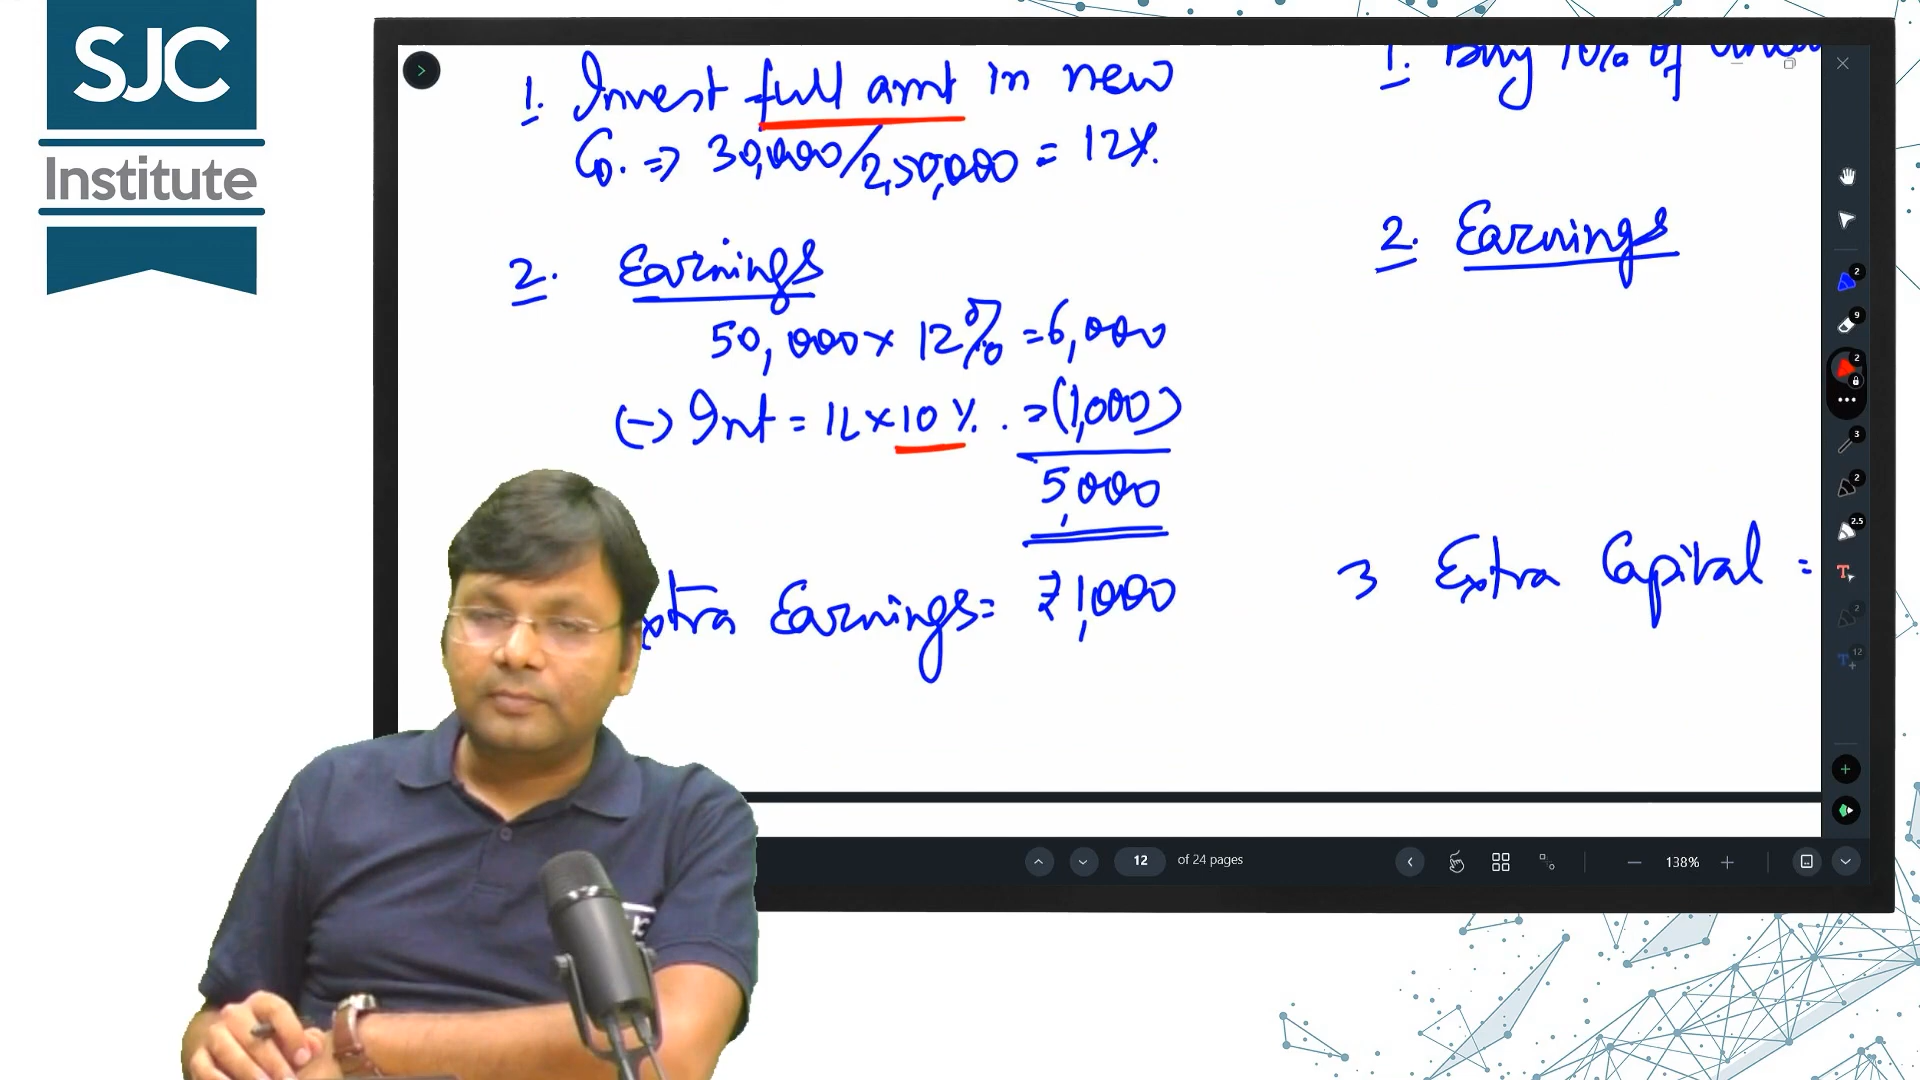 SJC
Institute
1. Invest full amt in new
Co. => 30,000/2,50,000 = 12%
2. Earnings
50,000 x 12% = 6,000
(-) Int = 1L x 10% = (1,000)
5,000
Extra Earnings = ₹1,000
1. Buy 10% of
2. Earnings
3 Extra Capital =
12 of 24 pages
138%